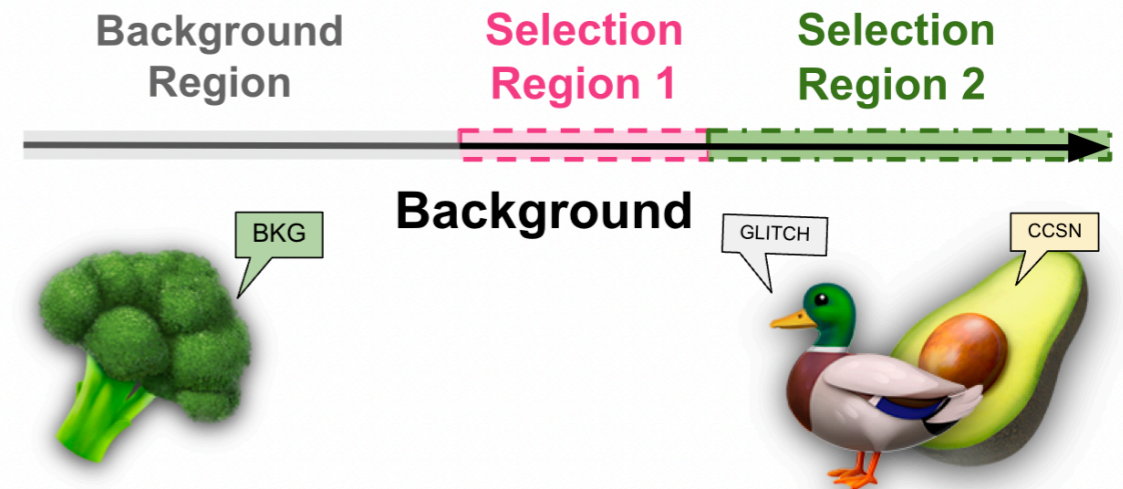 Background
Region
Selection
Region 1
Selection
Region 2
Background
BKG
GLITCH
CCSN